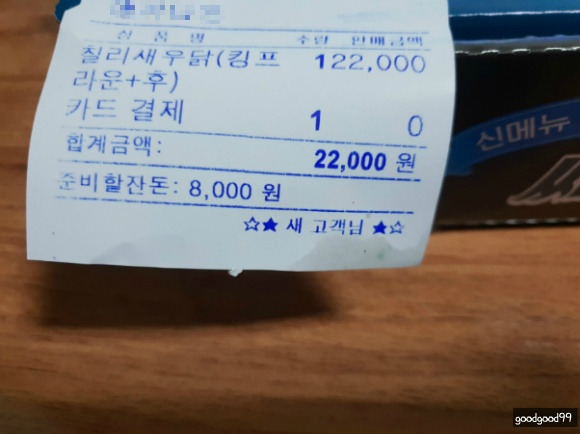 상 품 명 수량 판매금액
칠리새우닭(킹프 122,000
라운+후)
카드 결제 1 0
합계금액: 22,000 원
준비할잔돈: 8,000 원
☆★ 새 고객님 ★☆
신메뉴
goodgood99